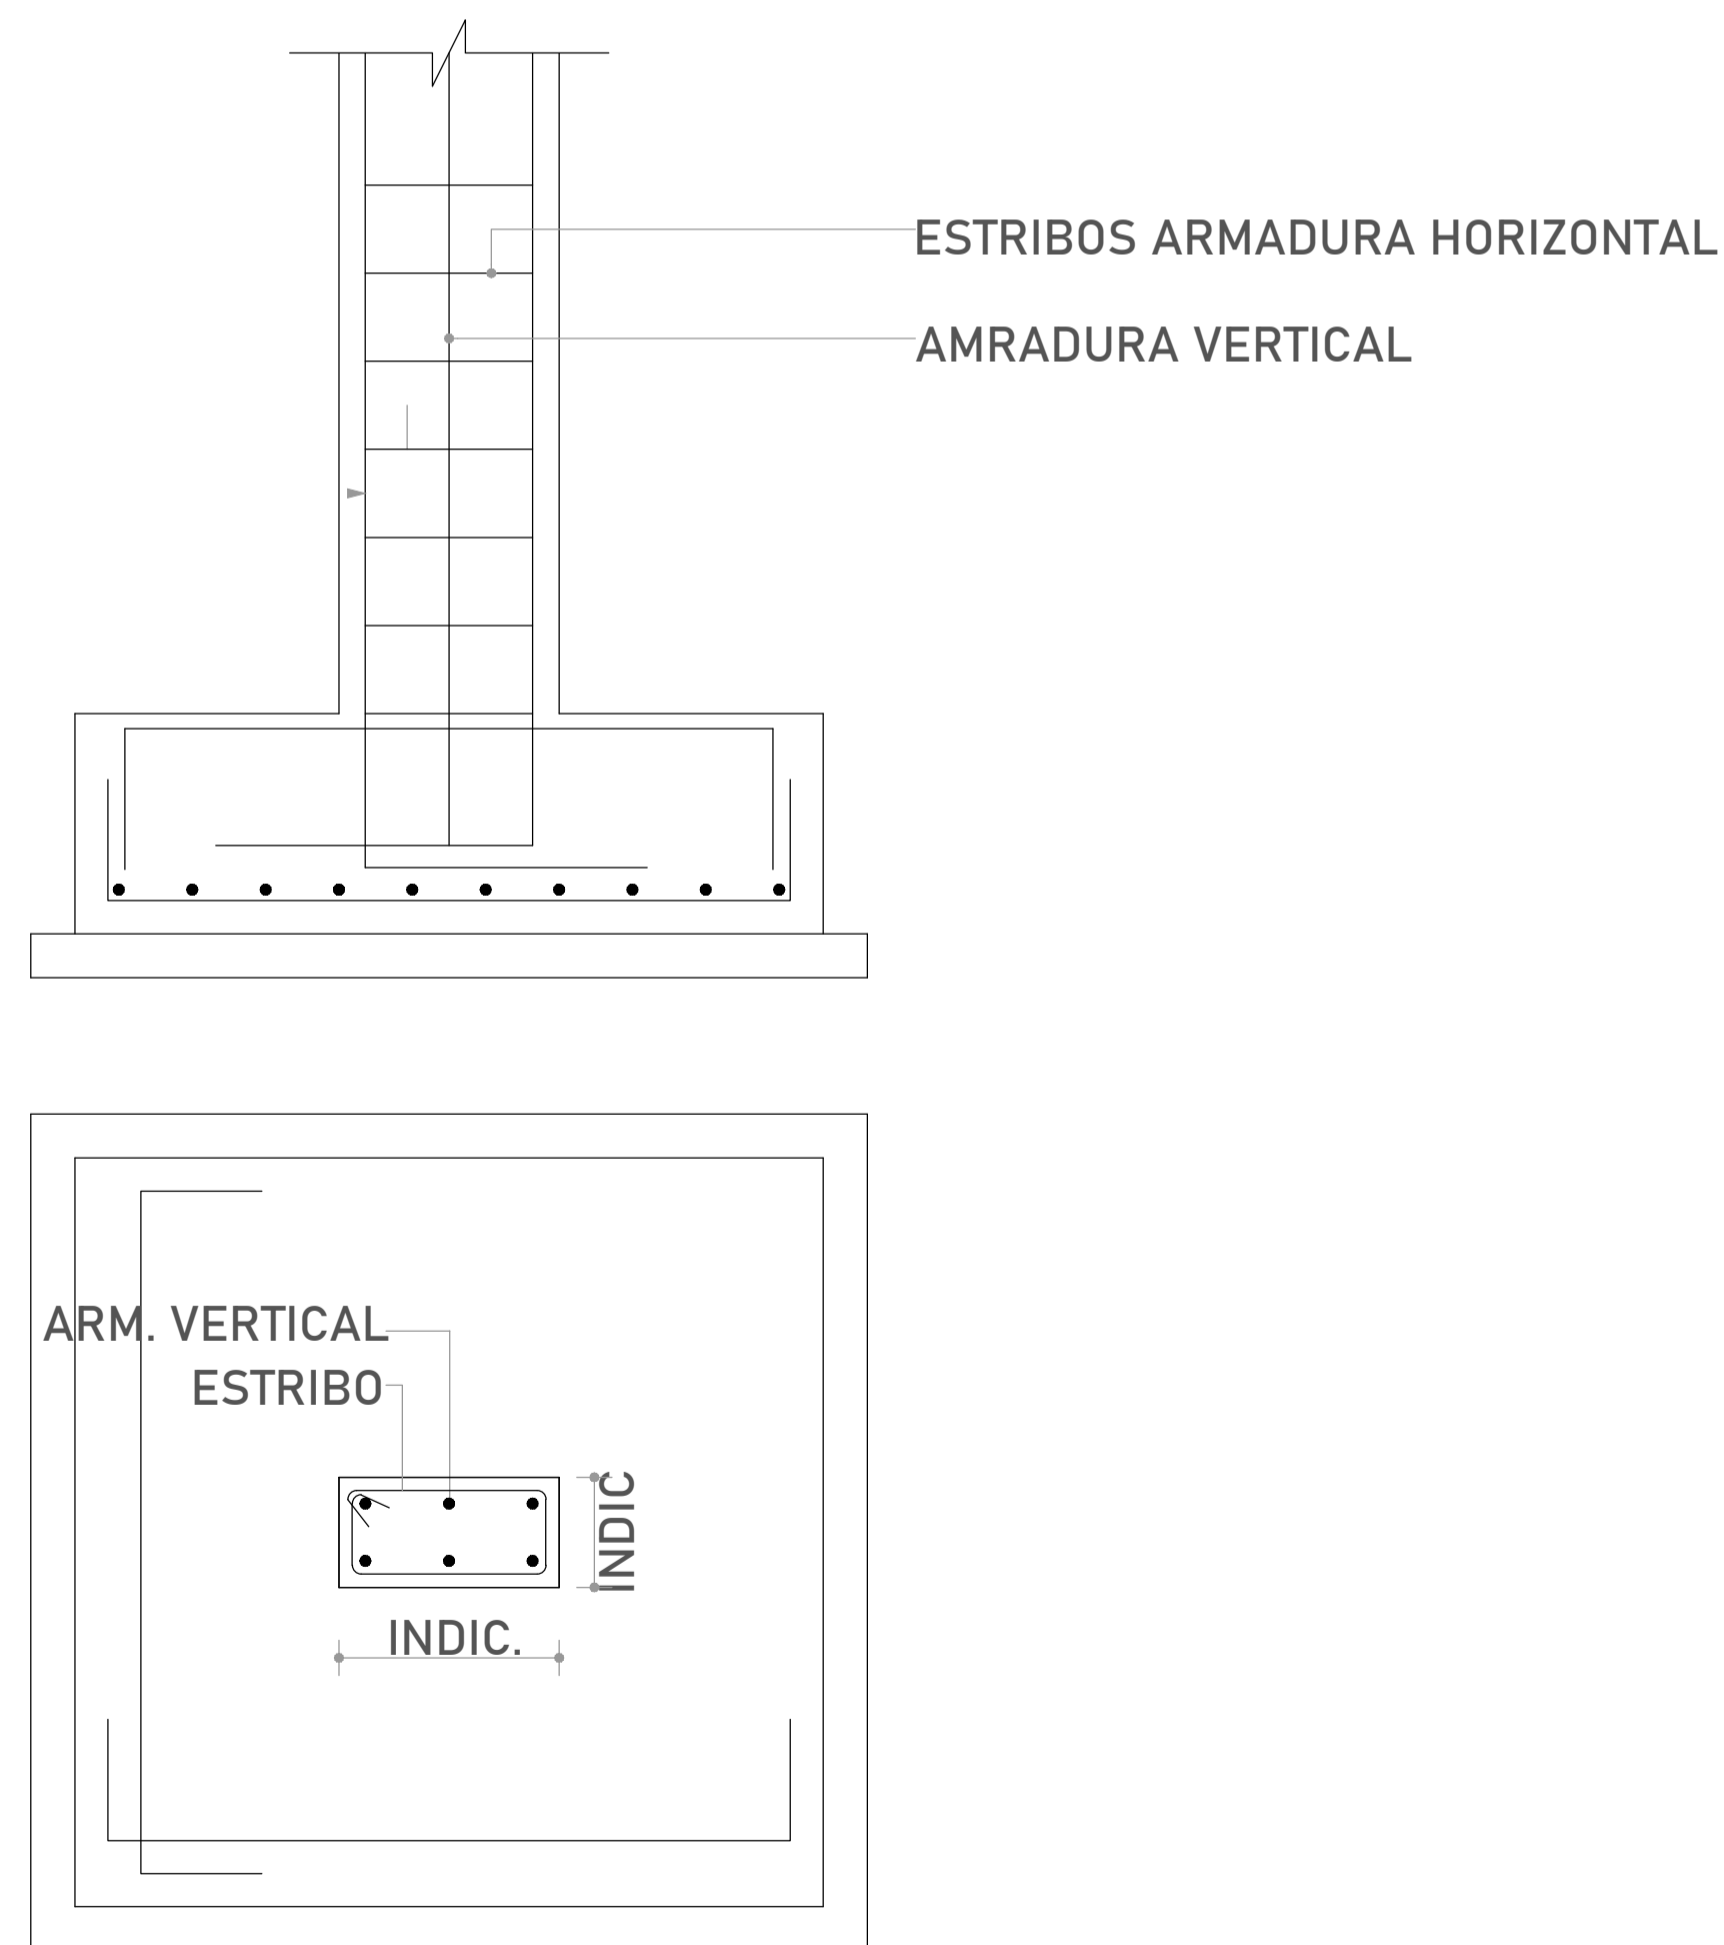 ESTRIBOS ARMADURA HORIZONTAL
AMRADURA VERTICAL
ARM. VERTICAL
ESTRIBO
INDIC
INDIC.